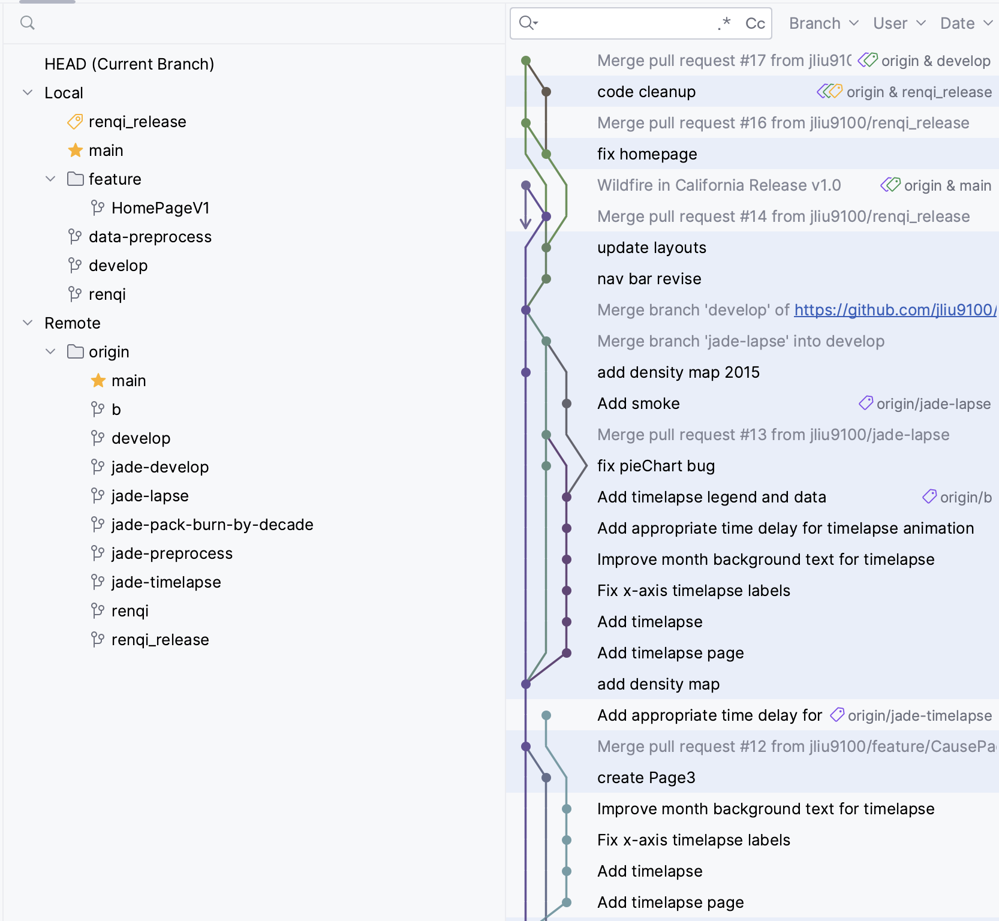 HEAD (Current Branch)
Local
renqi_release
main
feature
HomePageV1
data-preprocess
develop
renqi
Remote
origin
main
b
develop
jade-develop
jade-lapse
jade-pack-burn-by-decade
jade-preprocess
jade-timelapse
renqi
renqi_release
.* Cc Branch User Date
Merge pull request #17 from jliu910 origin & develop
code cleanup origin & renqi_release
Merge pull request #16 from jliu9100/renqi_release
fix homepage
Wildfire in California Release v1.0 origin & main
Merge pull request #14 from jliu9100/renqi_release
update layouts
nav bar revise
Merge branch 'develop' of https://github.com/jliu9100/
Merge branch 'jade-lapse' into develop
add density map 2015
Add smoke origin/jade-lapse
Merge pull request #13 from jliu9100/jade-lapse
fix pieChart bug
Add timelapse legend and data origin/b
Add appropriate time delay for timelapse animation
Improve month background text for timelapse
Fix x-axis timelapse labels
Add timelapse
Add timelapse page
add density map
Add appropriate time delay for origin/jade-timelapse
Merge pull request #12 from jliu9100/feature/CausePa
create Page3
Improve month background text for timelapse
Fix x-axis timelapse labels
Add timelapse
Add timelapse page